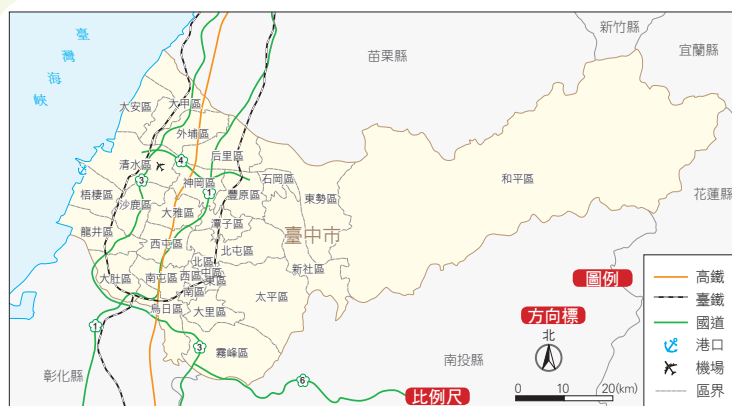 臺灣海峽
苗栗縣
新竹縣
宜蘭縣
大安區
大甲區
外埔區
后里區
清水區
4
3
神岡區
1
豐原區
石岡區
東勢區
和平區
梧棲區
沙鹿區
大雅區
潭子區
花蓮縣
龍井區
西屯區
北屯區
臺中市
大肚區
南屯區
西區
北區
中區
東區
南區
新社區
太平區
烏日區
大里區
霧峰區
1
3
6
彰化縣
南投縣
圖例
高鐵
臺鐵
國道
港口
機場
區界
方向標
北
比例尺
0 10 20(km)